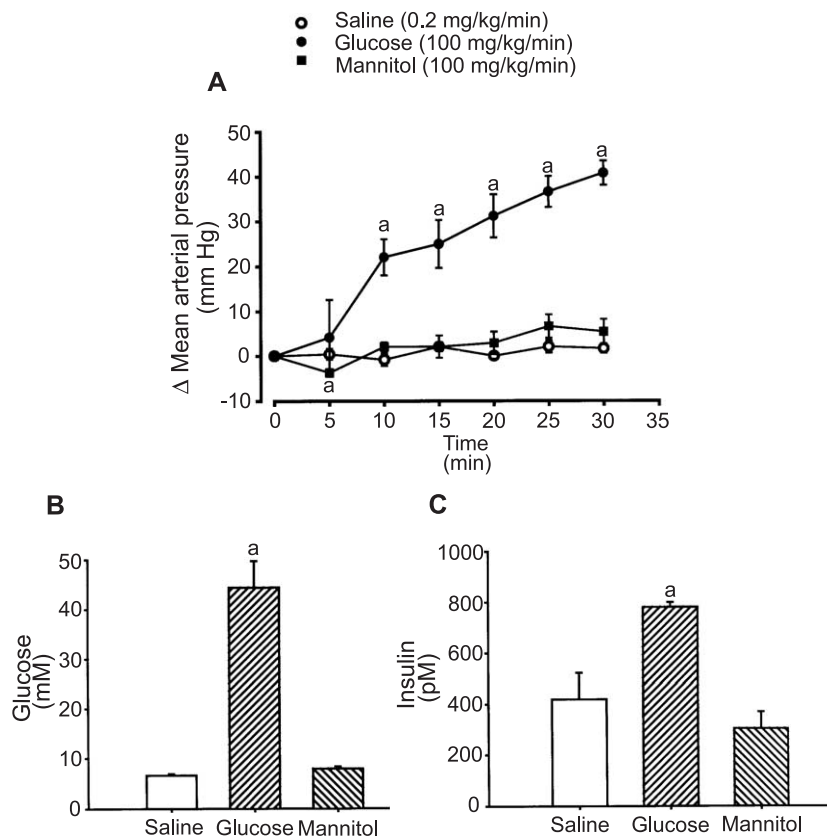 Saline (0.2 mg/kg/min)
Glucose (100 mg/kg/min)
Mannitol (100 mg/kg/min)
A
Δ Mean arterial pressure
(mm Hg)
50
40
30
20
10
0
-10
a
a
a
a
a
a
0 5 10 15 20 25 30 35
Time
(min)
B
Glucose
(mM)
50
40
30
20
10
0
a
Saline Glucose Mannitol
C
Insulin
(pM)
1000
800
600
400
200
0
a
Saline Glucose Mannitol